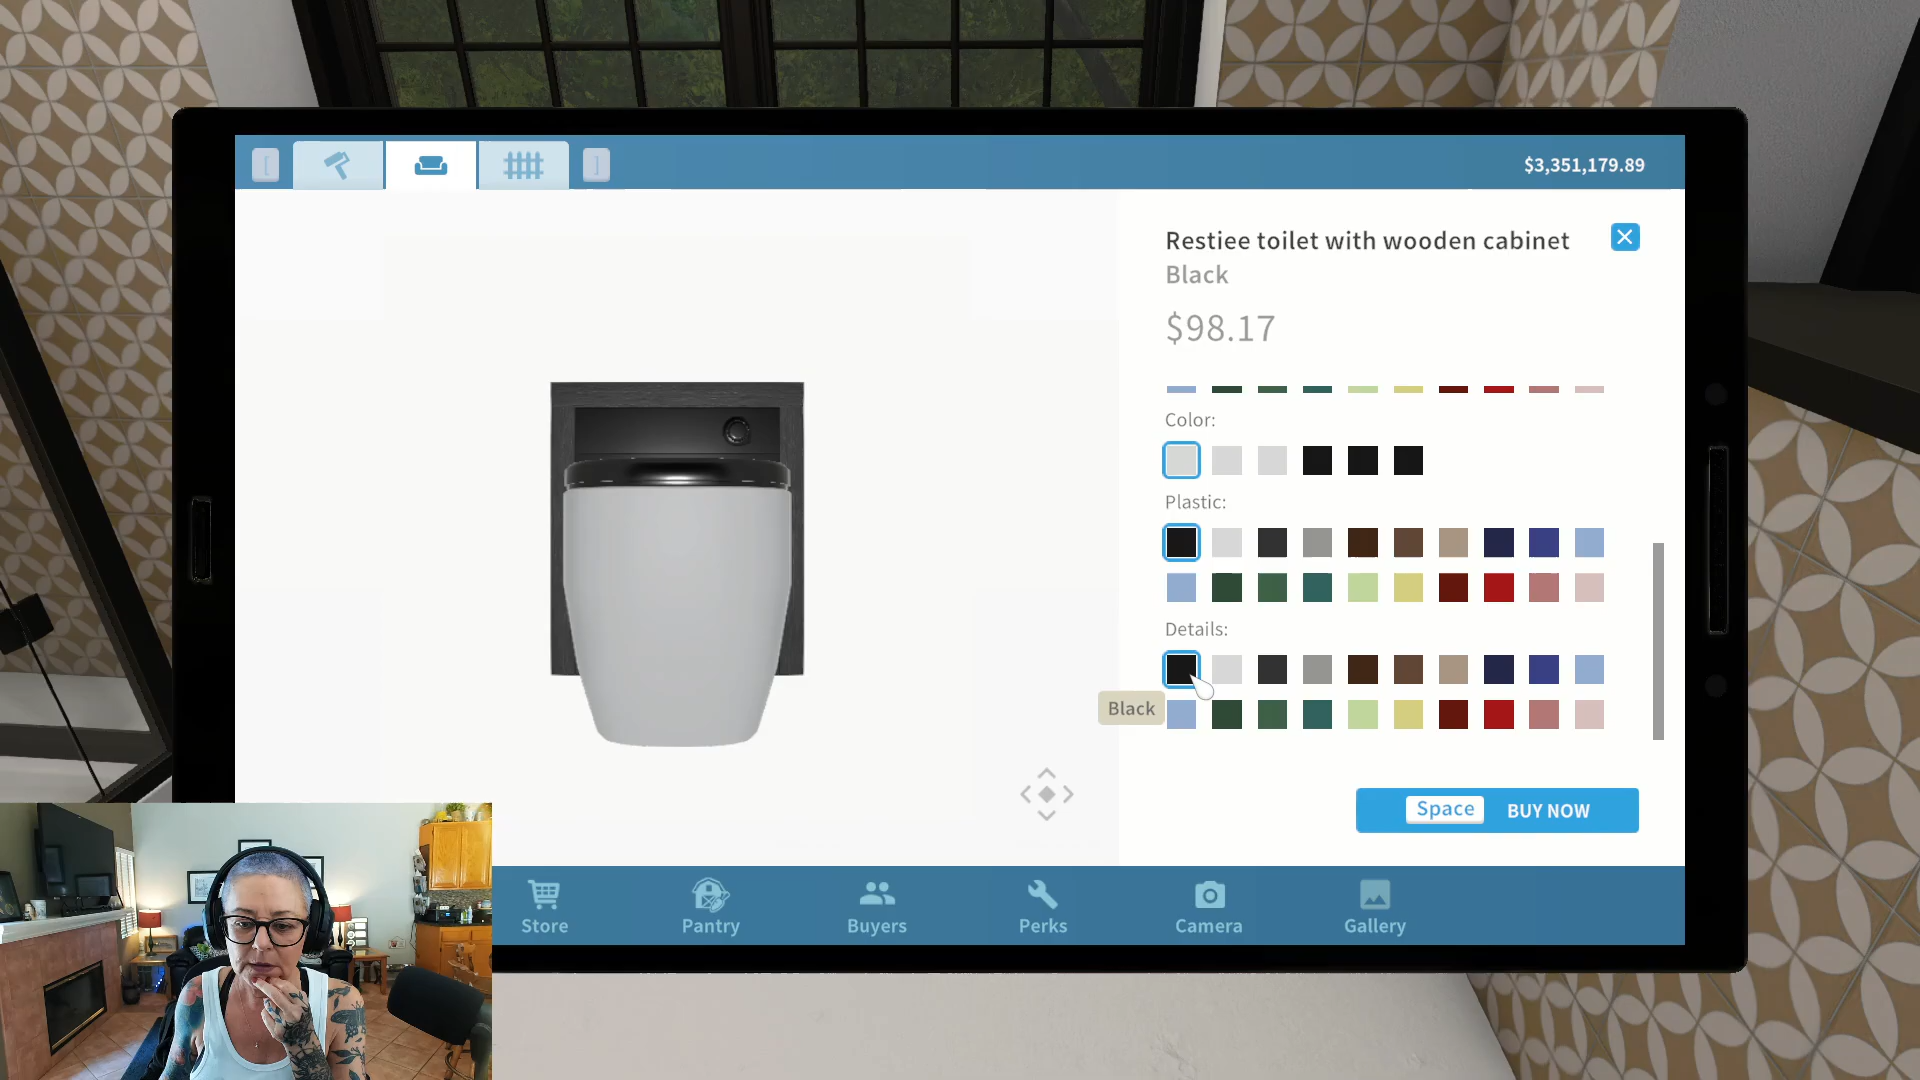 [
]
$3,351,179.89
Restiee toilet with wooden cabinet
Black
$98.17
Color:
Plastic:
Details:
Black
Space BUY NOW
Store
Pantry
Buyers
Perks
Camera
Gallery